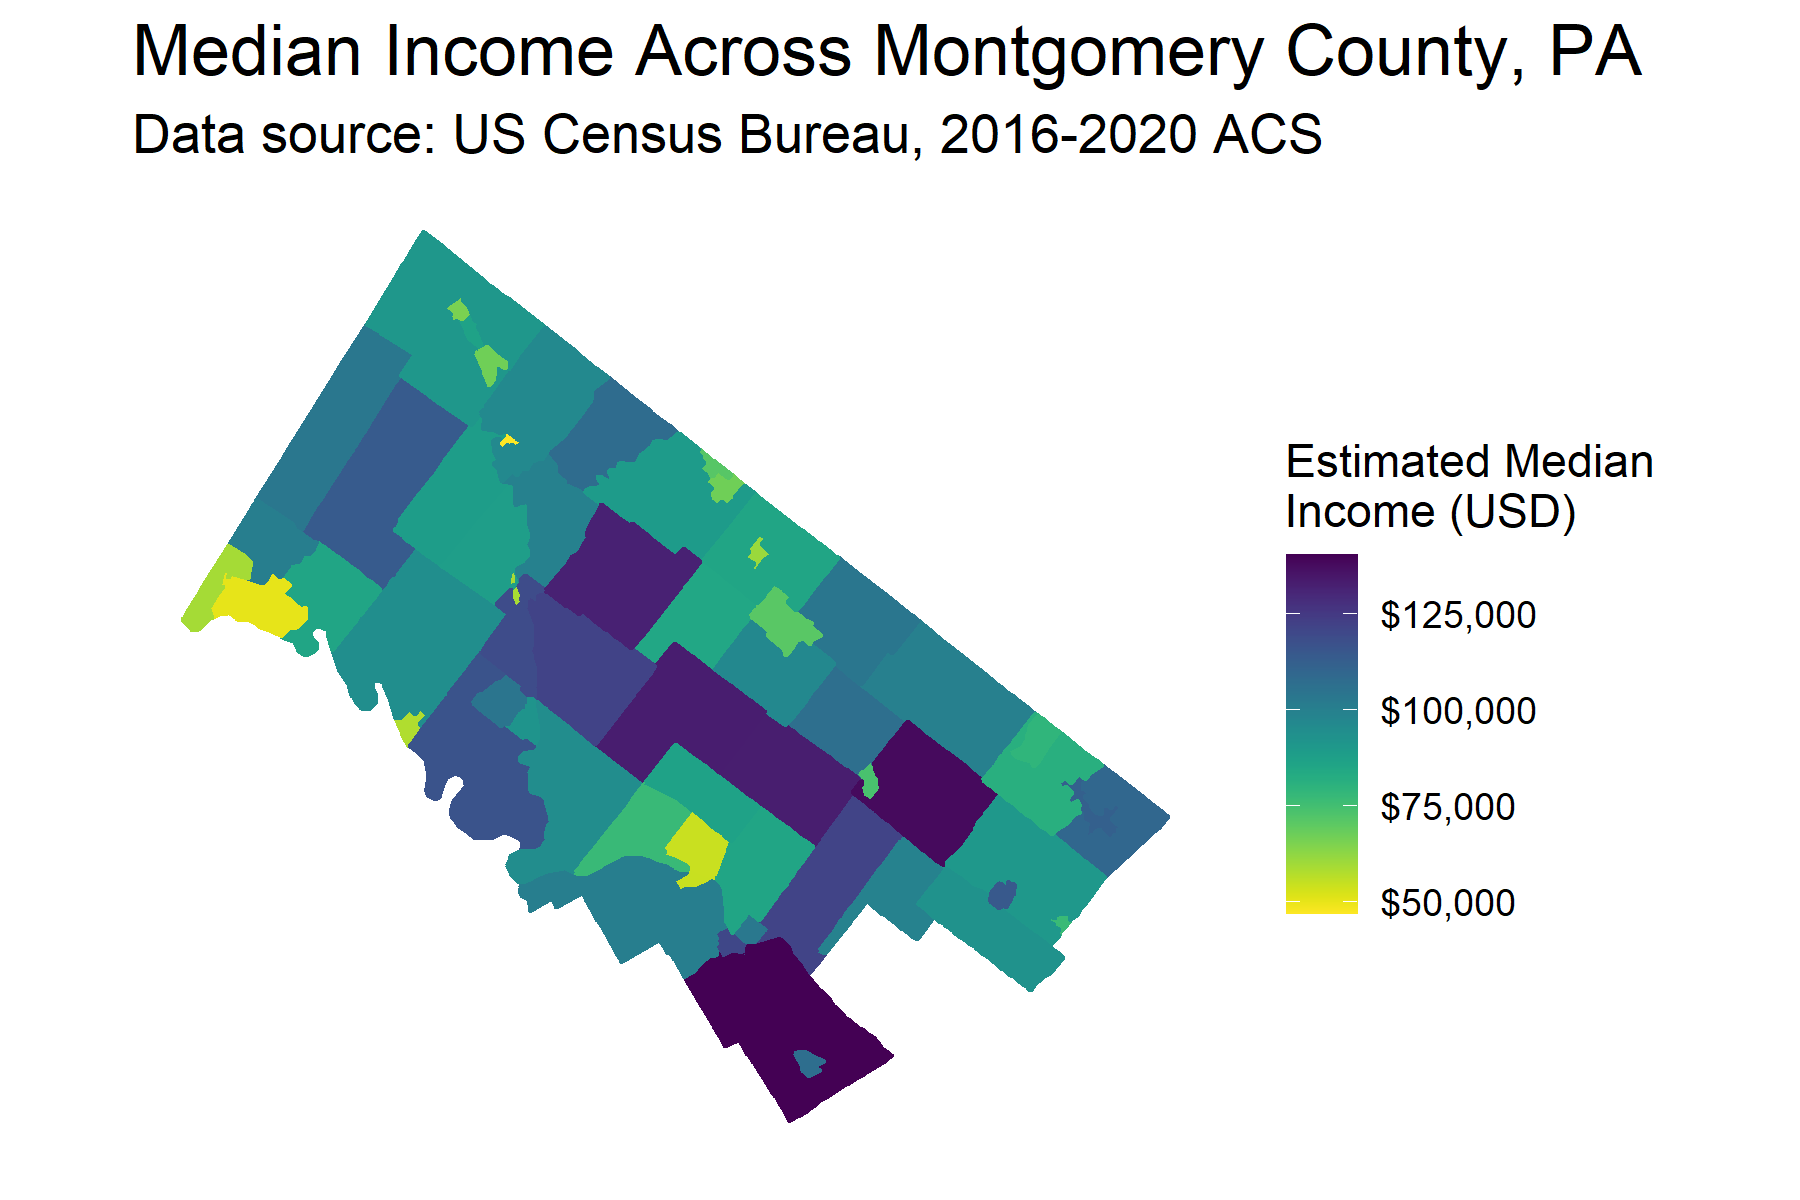 Median Income Across Montgomery County, PA
Data source: US Census Bureau, 2016-2020 ACS
Estimated Median
Income (USD)
$125,000
$100,000
$75,000
$50,000